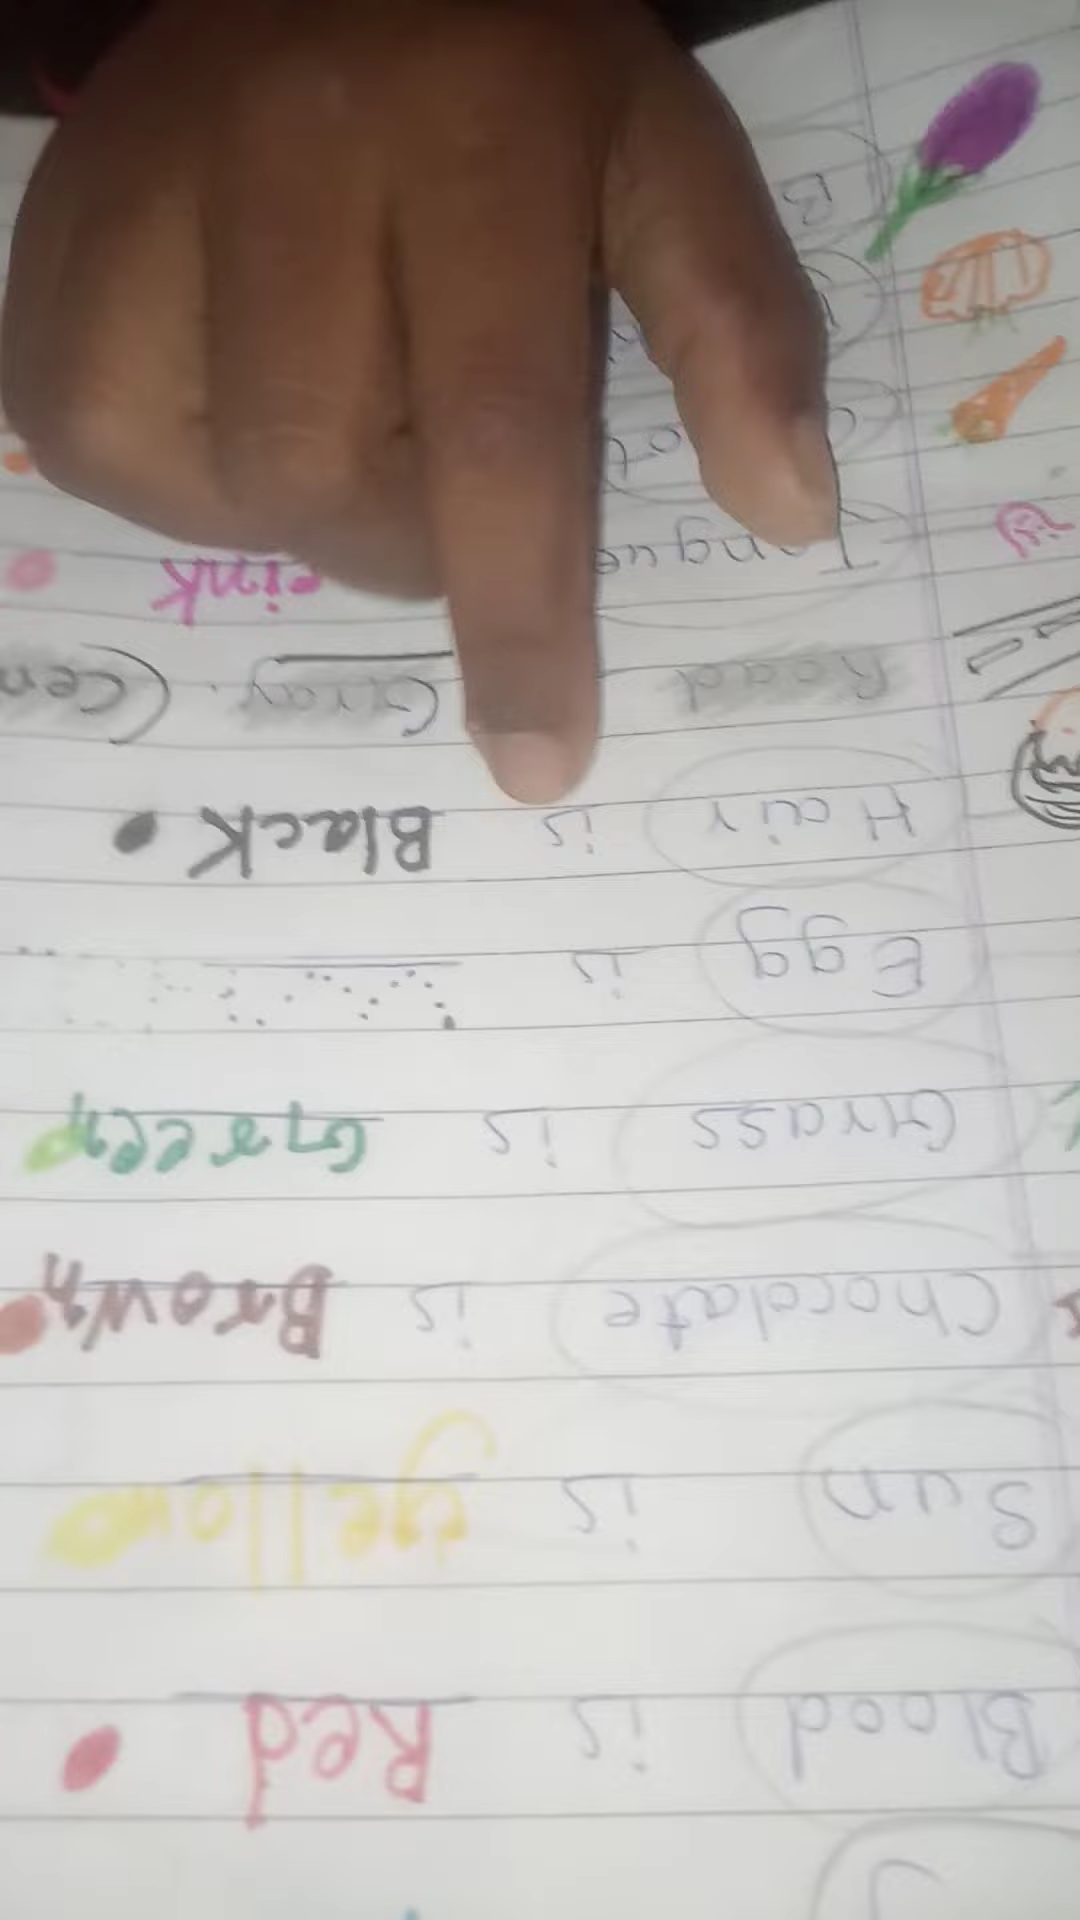 Blood is Red
Sun is yellow
Chocolate is Brown
Grass is Green
Egg is
Hair is Black
Road Gray. (
Tongue Pink